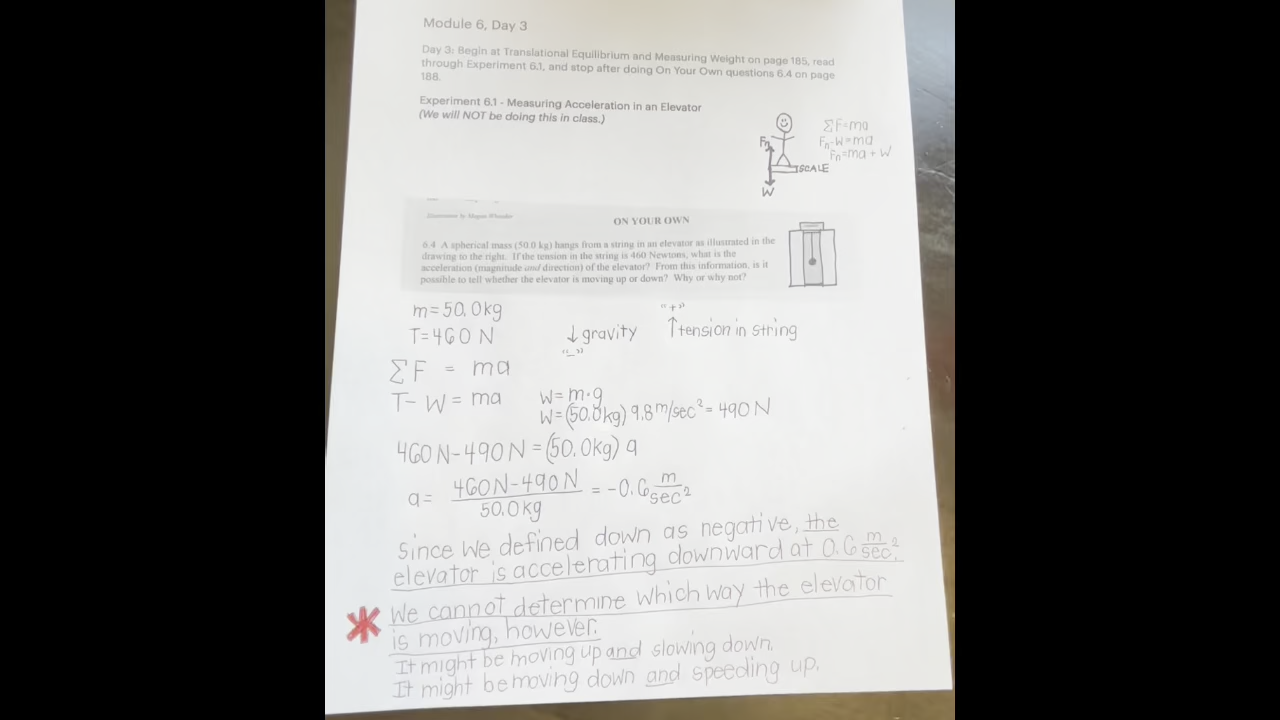 Module 6, Day 3
Day 3: Begin at Translational Equilibrium and Measuring Weight on page 185, read
through Experiment 6.1, and stop after doing On Your Own questions 6.4 on page
188.
Experiment 6.1 - Measuring Acceleration in an Elevator
(We will NOT be doing this in class.)
ΣF=ma
Fn-W=ma
Fn=ma + W
Fn
SCALE
W
ON YOUR OWN
6.4 A spherical mass (50.0 kg) hangs from a string in an elevator as illustrated in the
drawing to the right. If the tension in the string is 460 Newtons, what is the
acceleration (magnitude and direction) of the elevator? From this information, is it
possible to tell whether the elevator is moving up or down? Why or why not?
m=50.0kg
T=460 N
↓gravity
"-"
"+"
↑tension in string
ΣF = ma
T-W=ma
W=m·g
W=(50.0kg) 9.8 m/sec²= 490 N
460N-490N=(50.0kg) a
a= 460N-490N / 50.0kg = -0.6 m/sec²
Since we defined down as negative, the
elevator is accelerating downward at 0.6 m/sec².
* We cannot determine which way the elevator
is moving, however.
It might be moving up and slowing down.
It might be moving down and speeding up.